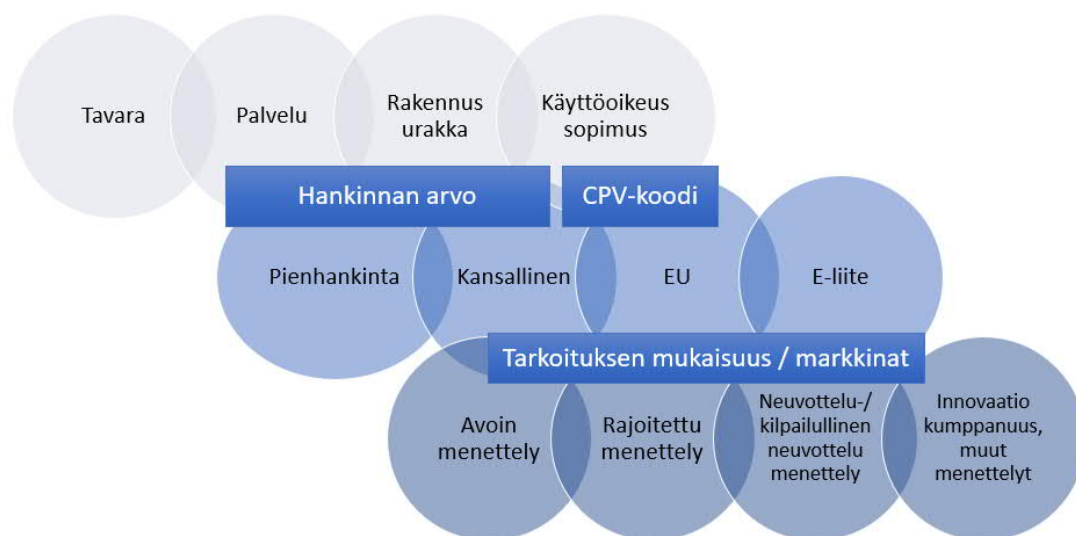 Tavara
Palvelu
Rakennus
urakka
Käyttöoikeus
sopimus
Hankinnan arvo
CPV-koodi
Pienhankinta
Kansallinen
EU
E-liite
Tarkoituksen mukaisuus / markkinat
Avoin
menettely
Rajoitettu
menettely
Neuvottelu-/
kilpailullinen
neuvottelu
menettely
Innovaatio
kumppanuus,
muut
menettelyt